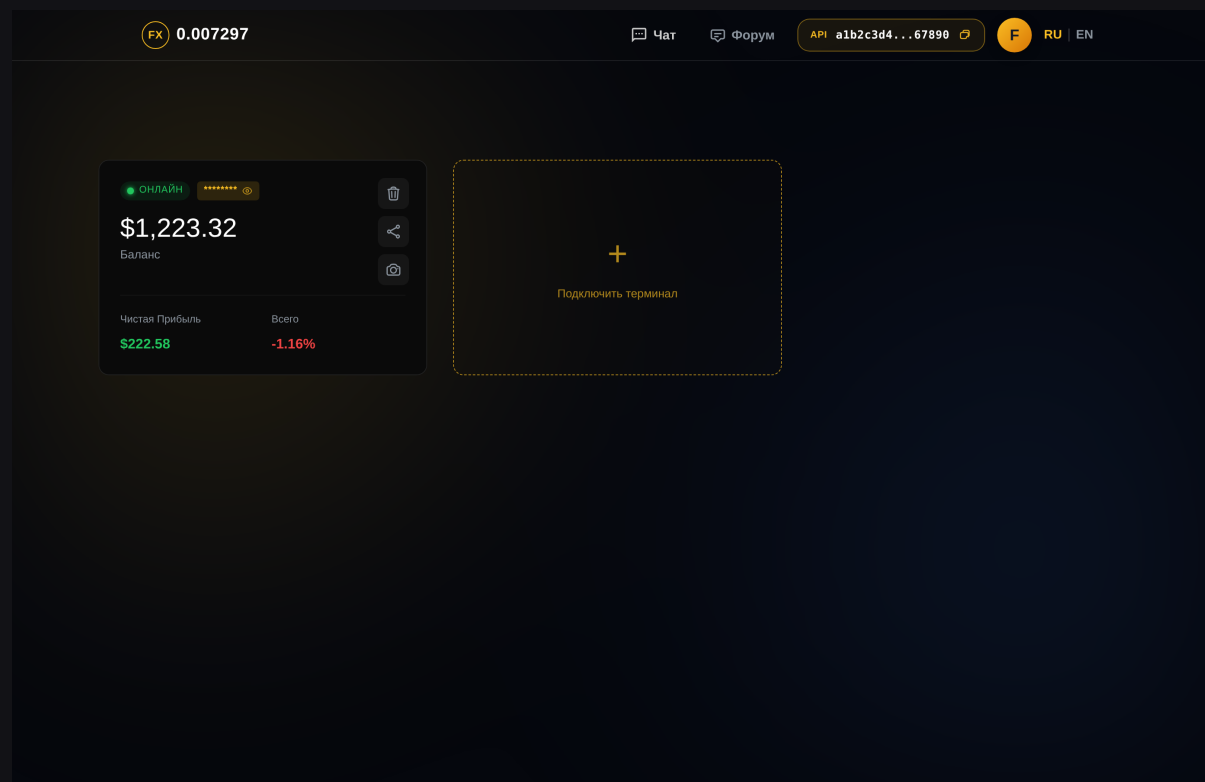 FX 0.007297 Чат Форум API a1b2c3d4...67890 F RU | EN
ОНЛАЙН ********
$1,223.32
Баланс
Чистая Прибыль Всего
$222.58 -1.16%
+
Подключить терминал